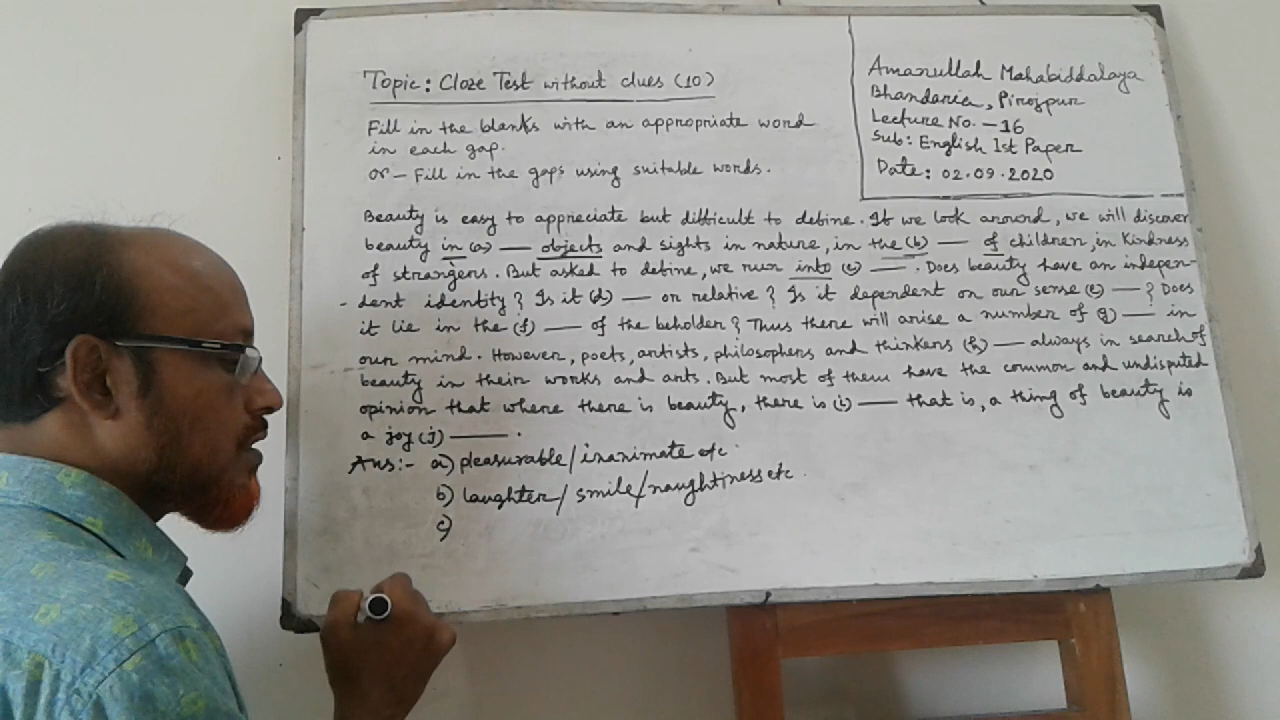 Topic: Cloze Test without clues (10)
Fill in the blanks with an appropriate word
in each gap.
or – Fill in the gaps using suitable words.
Amanullah Mahabiddalaya
Bhandaria, Pirojpur
Lecture No. – 16
Sub: English 1st Paper
Date: 02.09.2020
Beauty is easy to appreciate but difficult to define. If we look around, we will discover
beauty in (a) — objects and sights in nature, in the (b) — of children, in kindness
of strangers. But asked to define, we run into (c) —. Does beauty have an indepen-
- dent identity? Is it (d) — or relative? Is it dependent on our sense (e) —? Does
it lie in the (f) — of the beholder? Thus there will arise a number of g) — in
our mind. However, poets, artists, philosophers and thinkers (h) — always in search of
beauty in their works and arts. But most of them have the common and undisputed
opinion that where there is beauty, there is (i) — that is, a thing of beauty is
a joy (j) —.
Ans:- a) pleasurable/inanimate etc.
b) laughter/smile/naughtiness etc.
c)